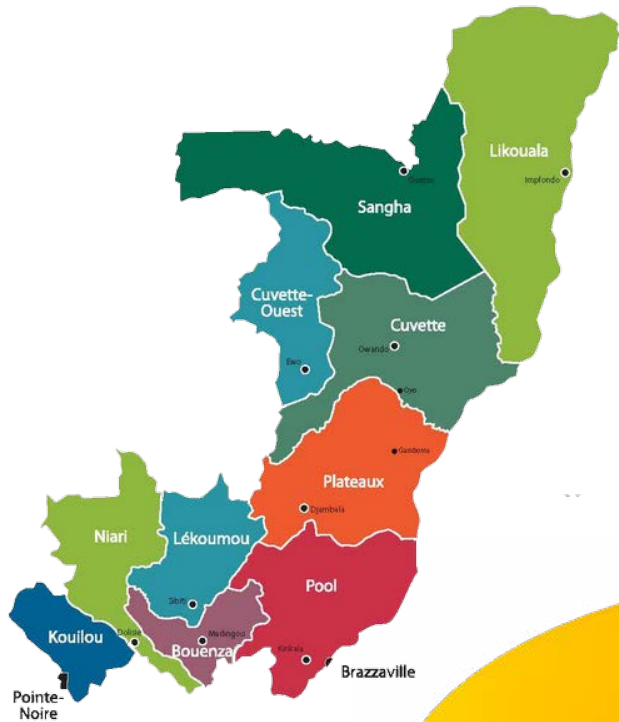 Likouala
Impfondo
Ouesso
Sangha
Cuvette-
Ouest
Cuvette
Owando
Ewo
Oyo
Gamboma
Plateaux
Djambala
Niari
Lékoumou
Pool
Sibiti
Kouilou
Dolisie
Madingou
Bouenza
Kinkala
Brazzaville
Pointe-
Noire